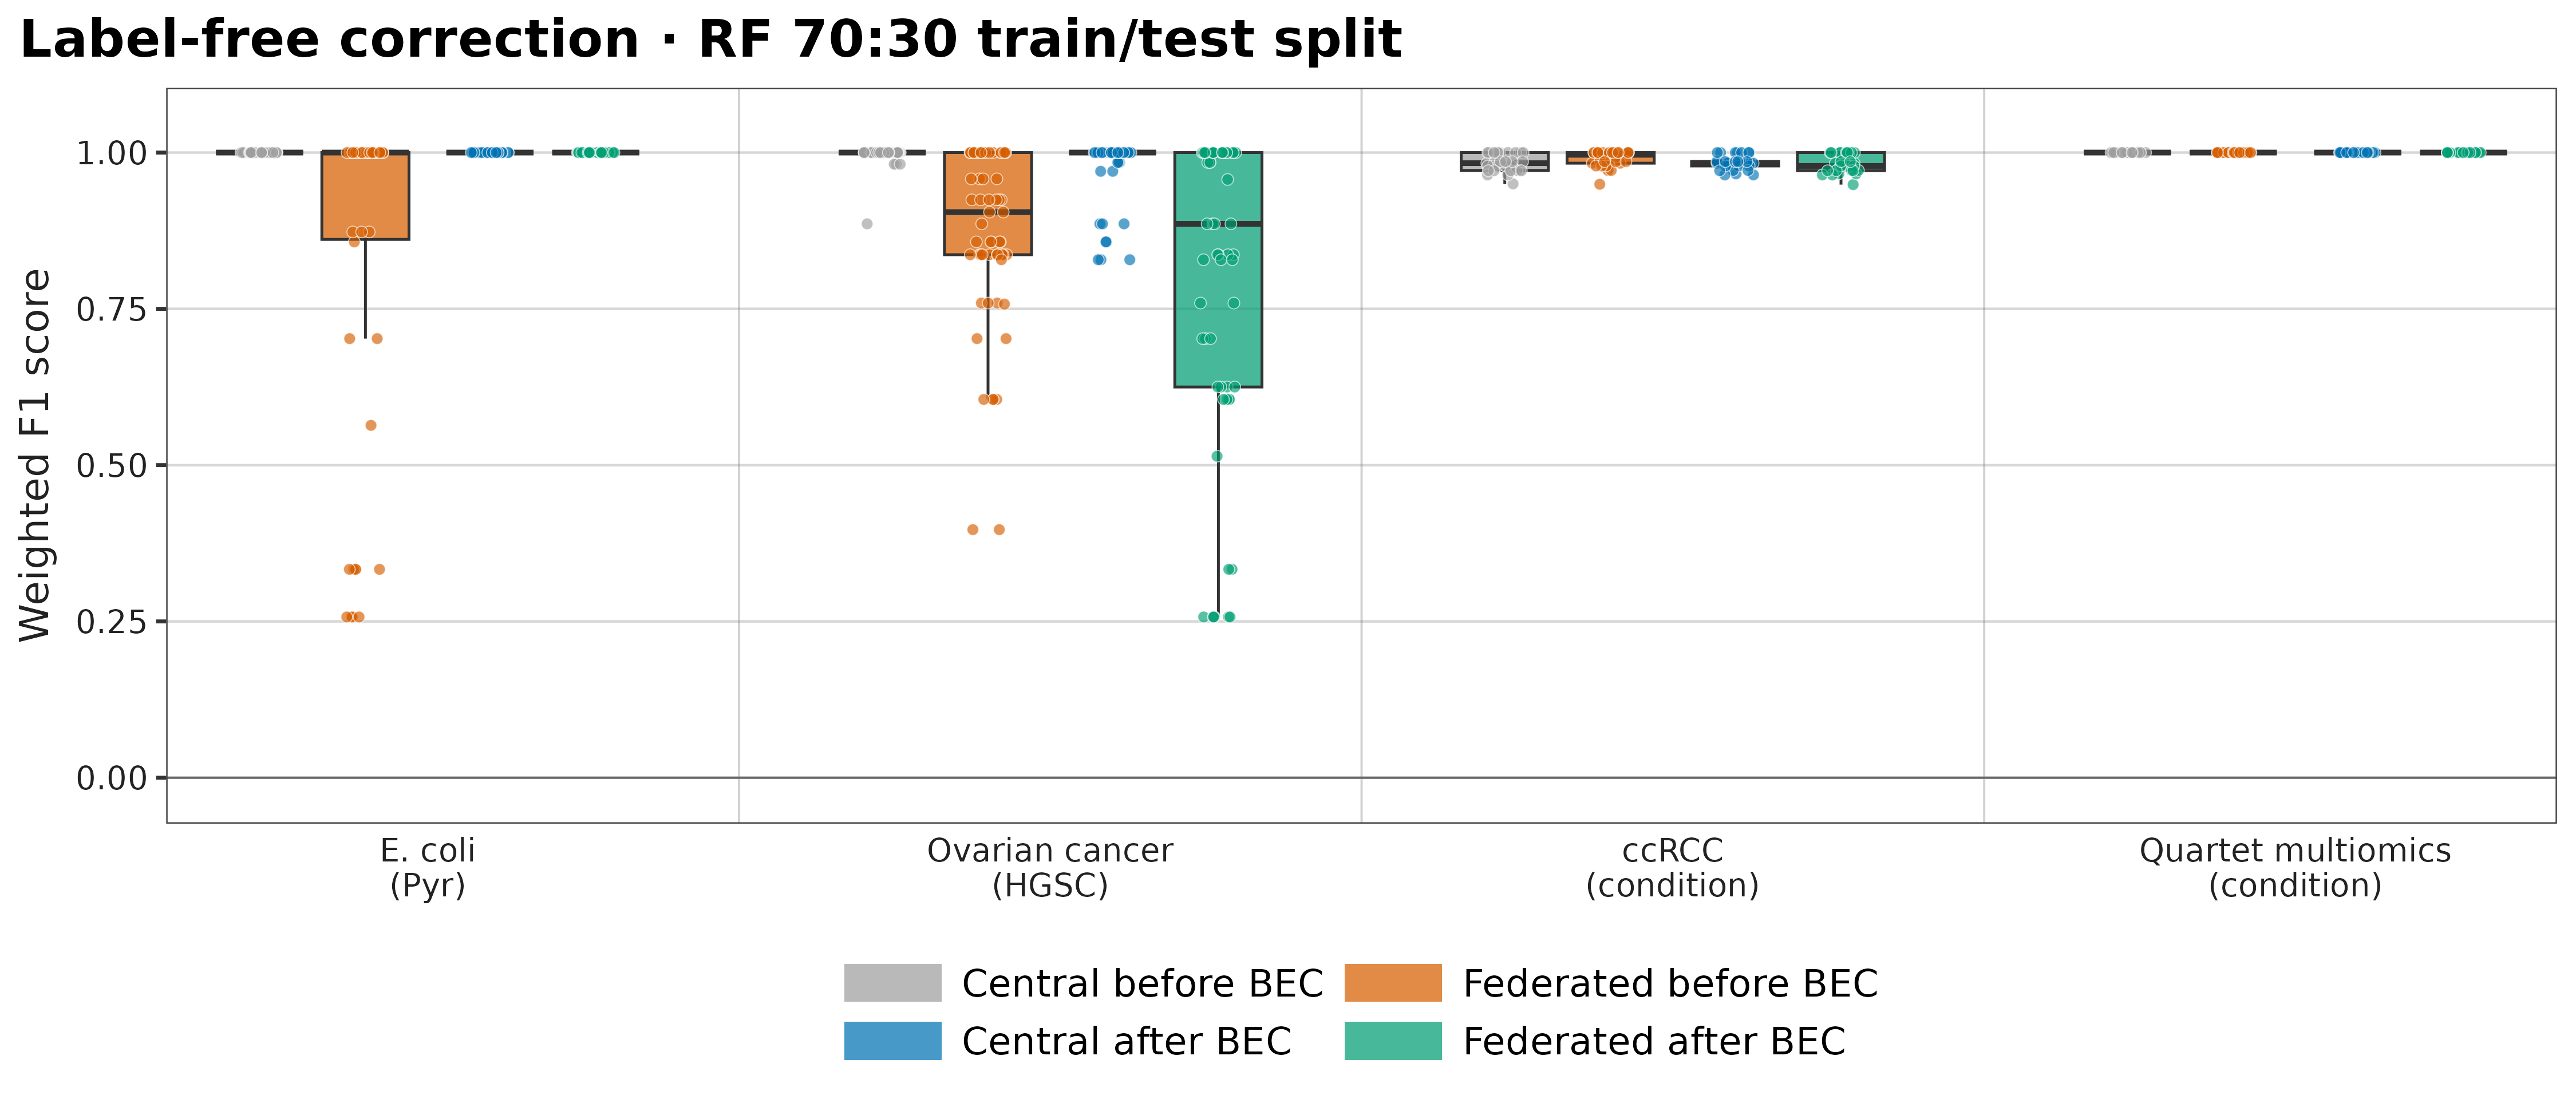 Label-free correction · RF 70:30 train/test split
Weighted F1 score
1.00
0.75
0.50
0.25
0.00
E. coli
(Pyr)
Ovarian cancer
(HGSC)
ccRCC
(condition)
Quartet multiomics
(condition)
Central before BEC
Federated before BEC
Central after BEC
Federated after BEC